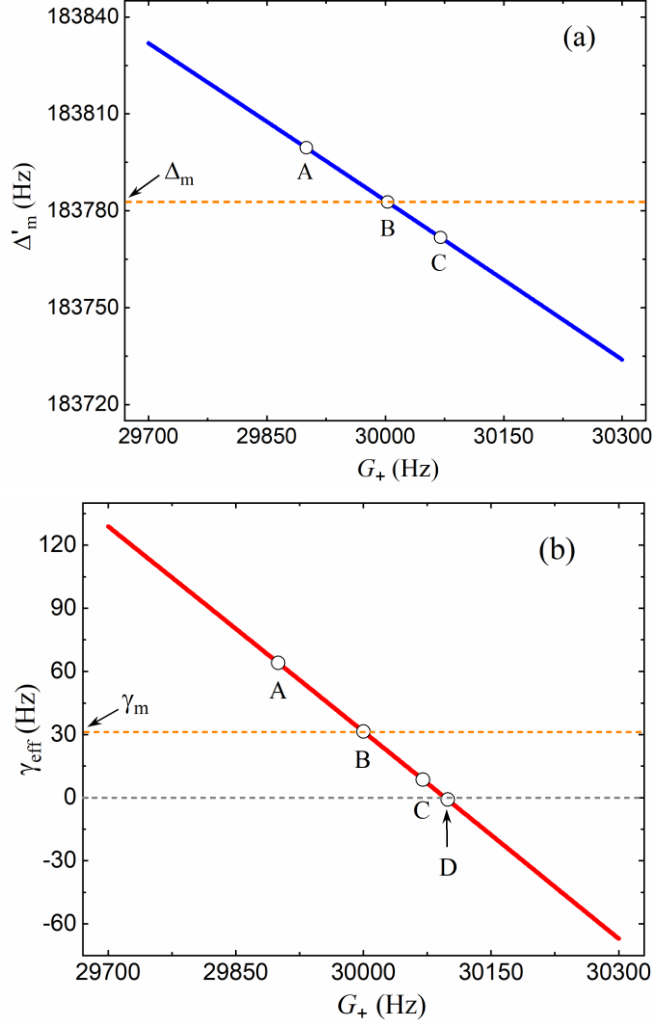 (a)
183840
183810
183780
183750
183720
Δ'm (Hz)
Δm
A
B
C
29700 29850 30000 30150 30300
G+ (Hz)
(b)
120
90
60
30
0
-30
-60
γeff (Hz)
γm
A
B
C
D
29700 29850 30000 30150 30300
G+ (Hz)